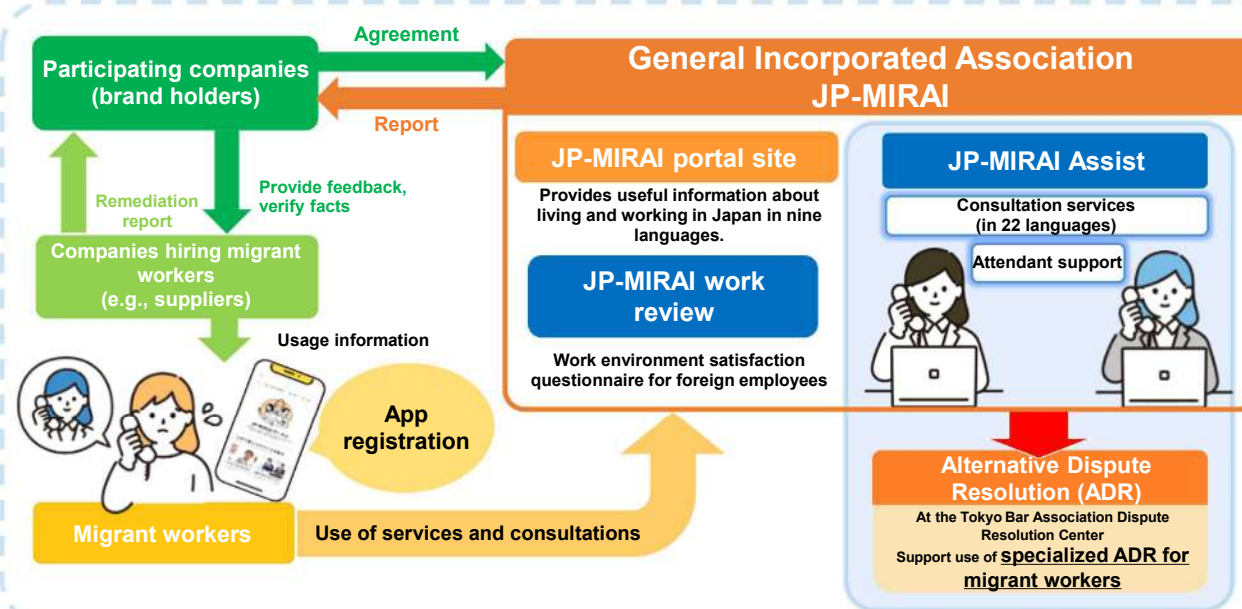 Agreement
Participating companies
(brand holders)
Report
Remediation
report
Provide feedback,
verify facts
Companies hiring migrant
workers
(e.g., suppliers)
Usage information
App
registration
Migrant workers
Use of services and consultations
General Incorporated Association
JP-MIRAI
JP-MIRAI portal site
Provides useful information about
living and working in Japan in nine
languages.
JP-MIRAI work
review
Work environment satisfaction
questionnaire for foreign employees
JP-MIRAI Assist
Consultation services
(in 22 languages)
Attendant support
Alternative Dispute
Resolution (ADR)
At the Tokyo Bar Association Dispute
Resolution Center
Support use of specialized ADR for
migrant workers